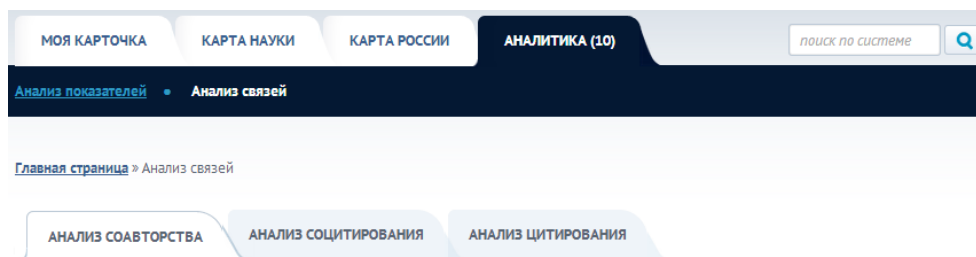 МОЯ КАРТОЧКА КАРТА НАУКИ КАРТА РОССИИ АНАЛИТИКА (10) поиск по системе
Анализ показателей • Анализ связей
Главная страница » Анализ связей
АНАЛИЗ СОАВТОРСТВА АНАЛИЗ СОЦИТИРОВАНИЯ АНАЛИЗ ЦИТИРОВАНИЯ